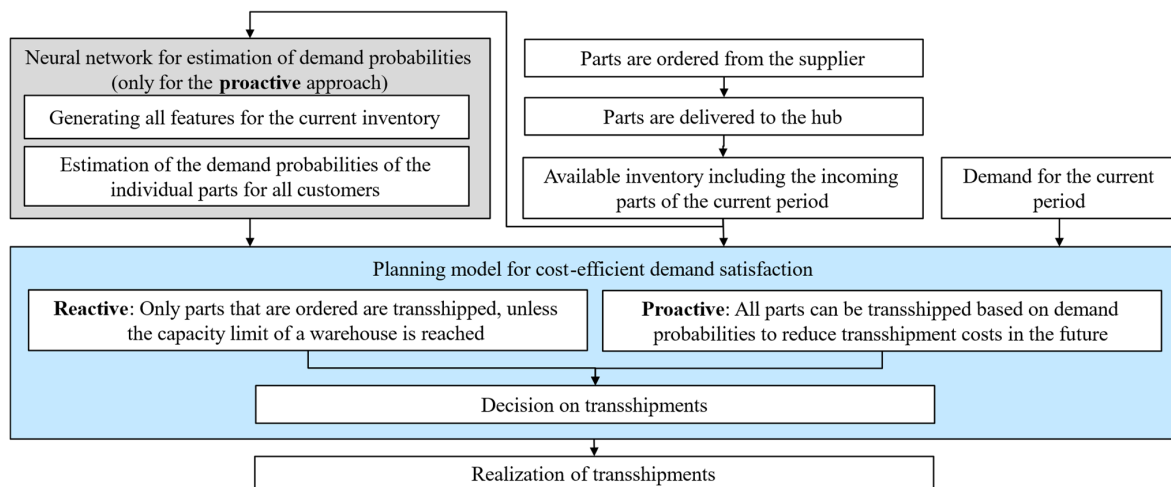 Neural network for estimation of demand probabilities
(only for the proactive approach)
Generating all features for the current inventory
Estimation of the demand probabilities of the
individual parts for all customers
Parts are ordered from the supplier
Parts are delivered to the hub
Available inventory including the incoming
parts of the current period
Demand for the current
period
Planning model for cost-efficient demand satisfaction
Reactive: Only parts that are ordered are transshipped, unless
the capacity limit of a warehouse is reached
Proactive: All parts can be transshipped based on demand
probabilities to reduce transshipment costs in the future
Decision on transshipments
Realization of transshipments